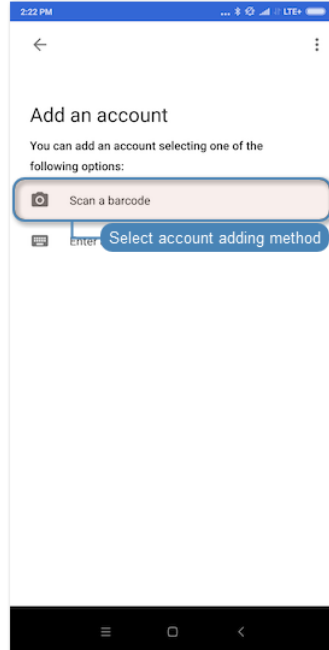 2:22 PM ... LTE+
Add an account
You can add an account selecting one of the
following options:
Scan a barcode
Enter
Select account adding method